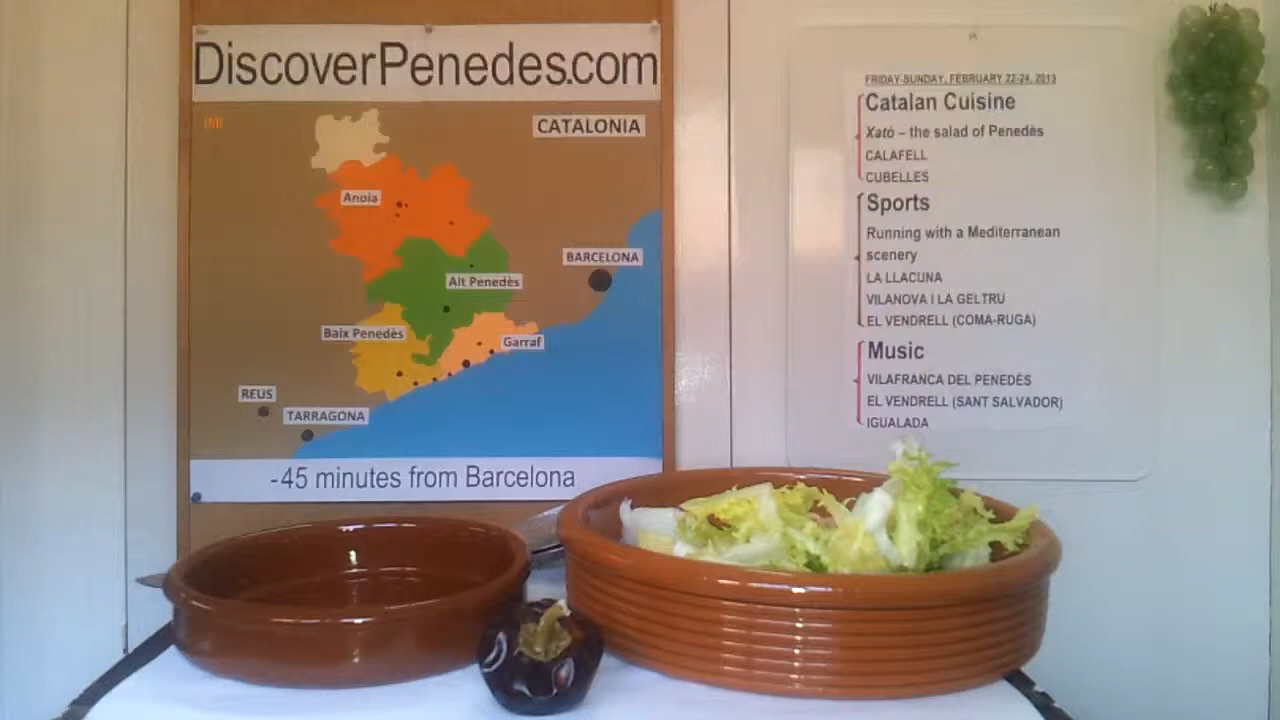 DiscoverPenedes.com
CATALONIA
Anoia
BARCELONA
Alt Penedès
Baix Penedès
Garraf
REUS
TARRAGONA
-45 minutes from Barcelona
FRIDAY-SUNDAY, FEBRUARY 22-24, 2013
Catalan Cuisine
Xató – the salad of Penedès
CALAFELL
CUBELLES
Sports
Running with a Mediterranean
scenery
LA LLACUNA
VILANOVA I LA GELTRÚ
EL VENDRELL (COMA-RUGA)
Music
VILAFRANCA DEL PENEDÈS
EL VENDRELL (SANT SALVADOR)
IGUALADA